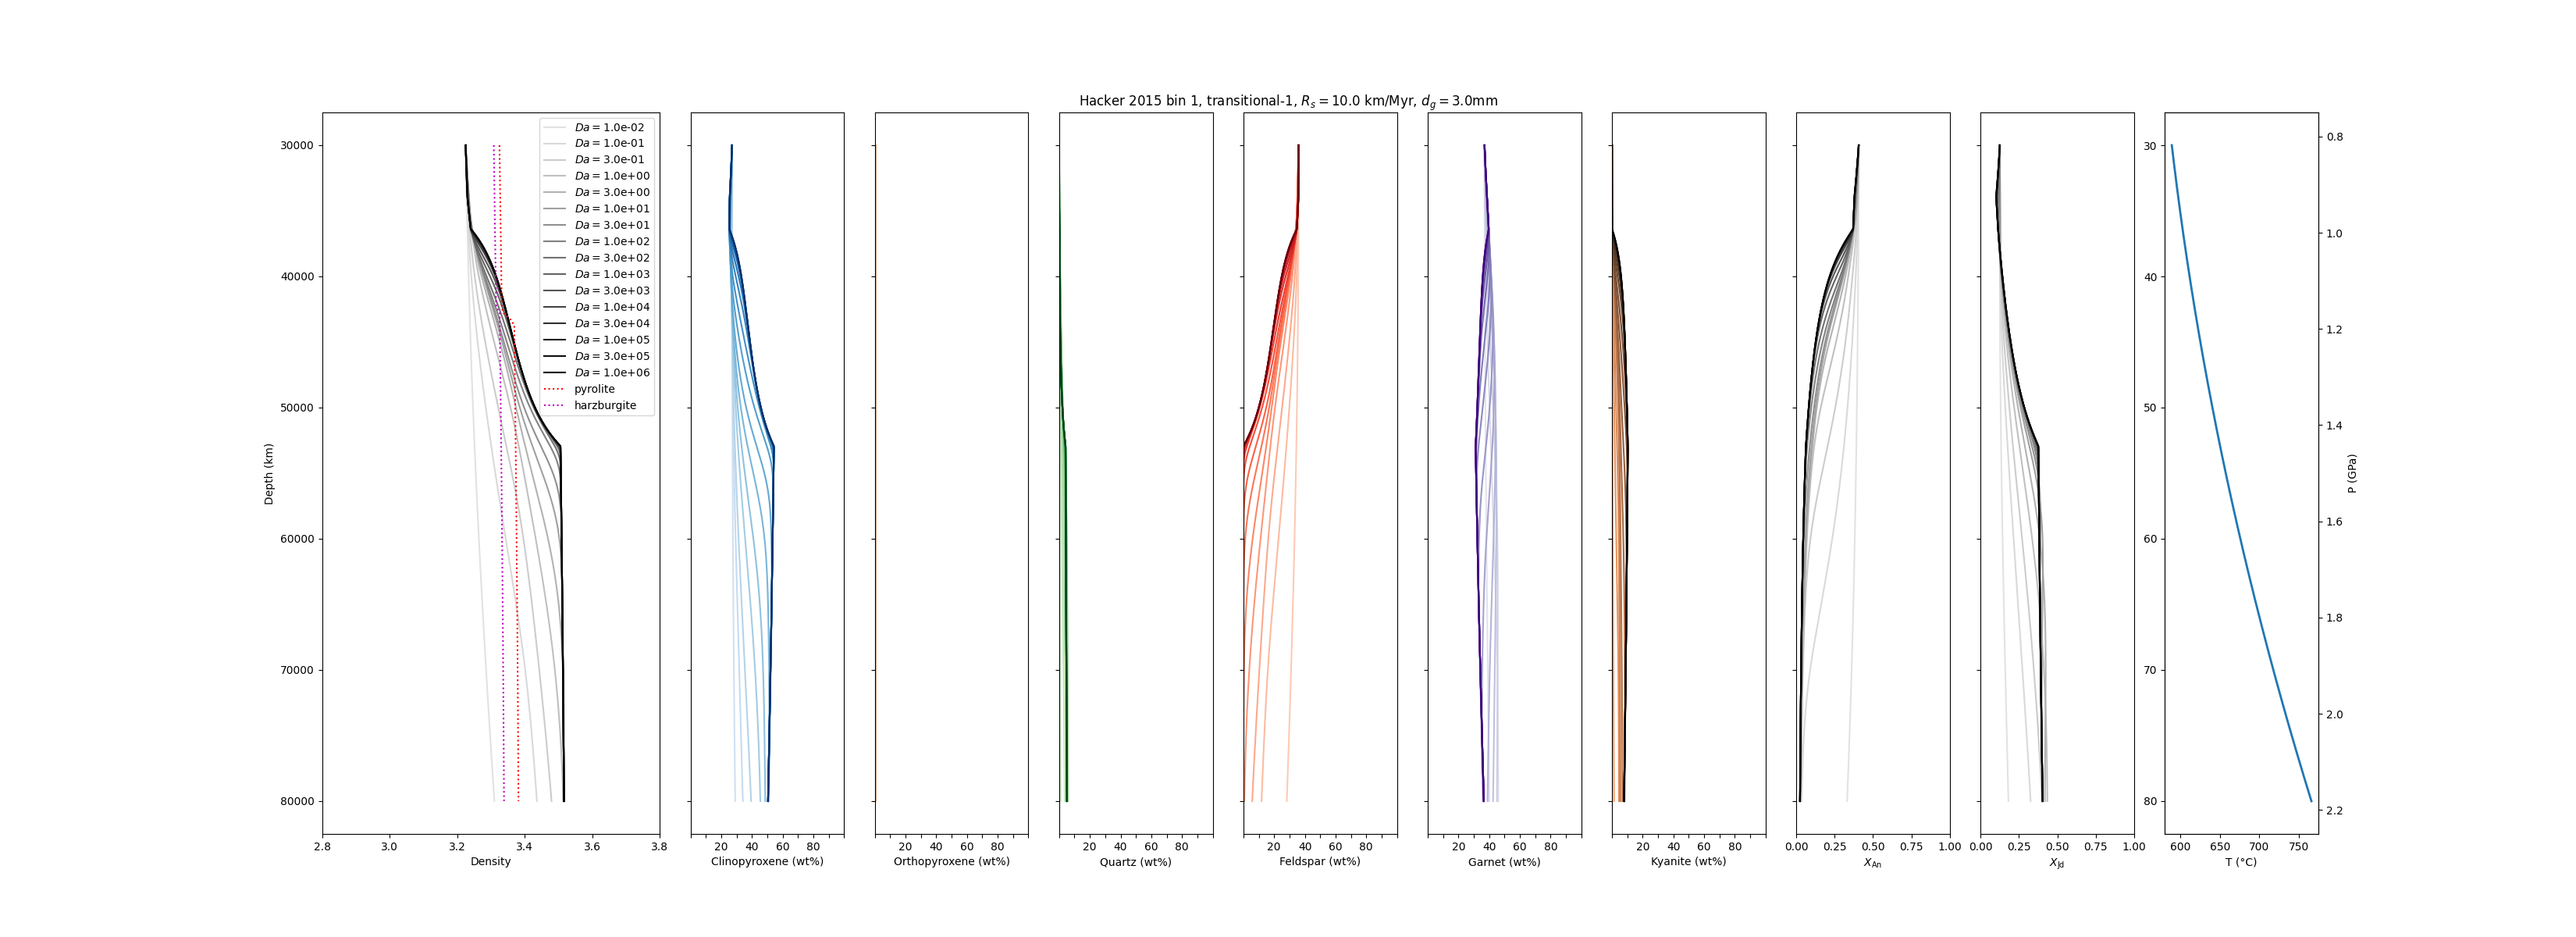 Hacker 2015 bin 1, transitional-1, R_s = 10.0 km/Myr, d_g = 3.0mm
Da = 1.0e-02
Da = 1.0e-01
Da = 3.0e-01
Da = 1.0e+00
Da = 3.0e+00
Da = 1.0e+01
Da = 3.0e+01
Da = 1.0e+02
Da = 3.0e+02
Da = 1.0e+03
Da = 3.0e+03
Da = 1.0e+04
Da = 3.0e+04
Da = 1.0e+05
Da = 3.0e+05
Da = 1.0e+06
pyrolite
harzburgite
Depth (km)
30000
40000
50000
60000
70000
80000
2.8 3.0 3.2 3.4 3.6 3.8
Density
20 40 60 80
Clinopyroxene (wt%)
20 40 60 80
Orthopyroxene (wt%)
20 40 60 80
Quartz (wt%)
20 40 60 80
Feldspar (wt%)
20 40 60 80
Garnet (wt%)
20 40 60 80
Kyanite (wt%)
0.00 0.25 0.50 0.75 1.00
X_An
0.00 0.25 0.50 0.75 1.00
X_Jd
30
40
50
60
70
80
600 650 700 750
T (°C)
0.8
1.0
1.2
1.4
1.6
1.8
2.0
2.2
P (GPa)